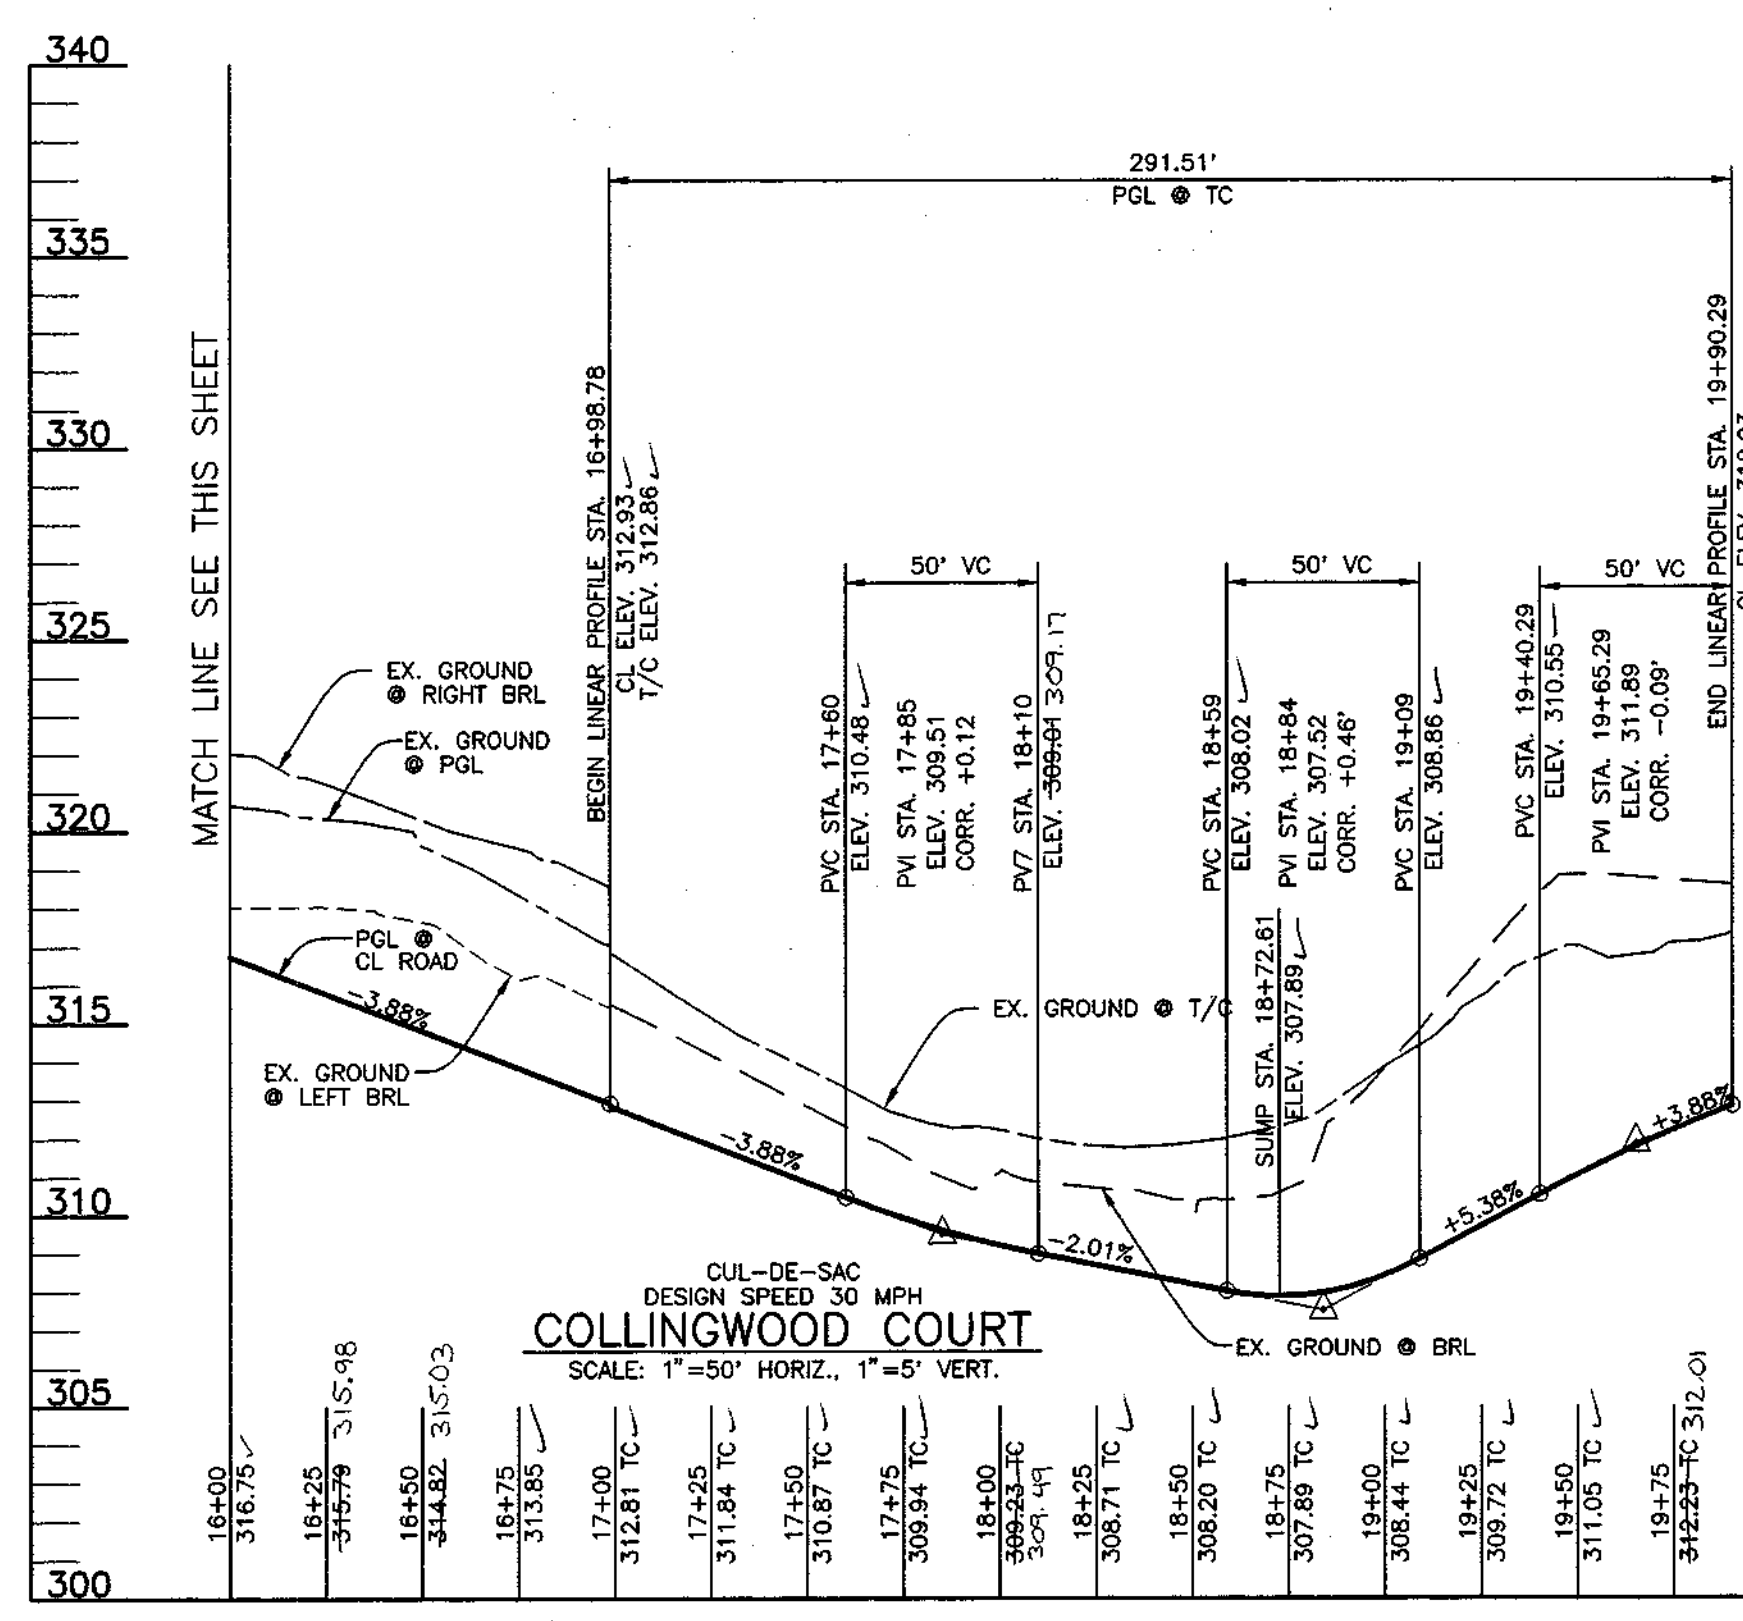 340
335
330
325
320
315
310
305
300
MATCH LINE SEE THIS SHEET
291.51'
PGL @ TC
BEGIN LINEAR PROFILE STA. 16+98.78
CL ELEV. 312.93
T/C ELEV. 312.86
EX. GROUND
@ RIGHT BRL
EX. GROUND
@ PGL
PGL @
CL ROAD
-3.88%
EX. GROUND
@ LEFT BRL
-3.88%
50' VC
PVC STA. 17+60
ELEV. 310.48
PVI STA. 17+85
ELEV. 309.51
CORR. +0.12
PV7 STA. 18+10
ELEV. 309.01 309.17
EX. GROUND @ T/C
-2.01%
50' VC
PVC STA. 18+59
ELEV. 308.02
PVI STA. 18+84
ELEV. 307.52
CORR. +0.46'
PVC STA. 19+09
ELEV. 308.86
SUMP STA. 18+72.61
ELEV. 307.89
+5.38%
50' VC
PVC STA. 19+40.29
ELEV. 310.55
PVI STA. 19+65.29
ELEV. 311.89
CORR. -0.09'
+3.88%
END LINEAR PROFILE STA. 19+90.29
EX. GROUND @ BRL
CUL-DE-SAC
DESIGN SPEED 30 MPH
COLLINGWOOD COURT
SCALE: 1"=50' HORIZ., 1"=5' VERT.
16+00
316.75
16+25
315.79 315.98
16+50
314.82 315.03
16+75
313.85
17+00
312.81 TC
17+25
311.84 TC
17+50
310.87 TC
17+75
309.94 TC
18+00
309.23 TC
309.49
18+25
308.71 TC
18+50
308.20 TC
18+75
307.89 TC
19+00
308.44 TC
19+25
309.72 TC
19+50
311.05 TC
19+75
312.23 TC 312.01